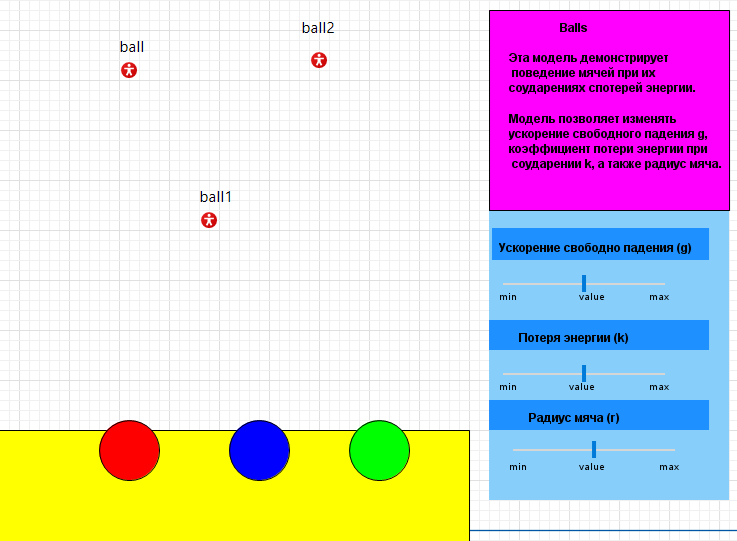 ball
ball2
ball1
Balls
Эта модель демонстрирует
поведение мячей при их
соударениях спотерей энергии.
Модель позволяет изменять
ускорение свободного падения g,
коэффициент потери энергии при
соударении k, а также радиус мяча.
Ускорение свободно падения (g)
min value max
Потеря энергии (k)
min value max
Радиус мяча (r)
min value max